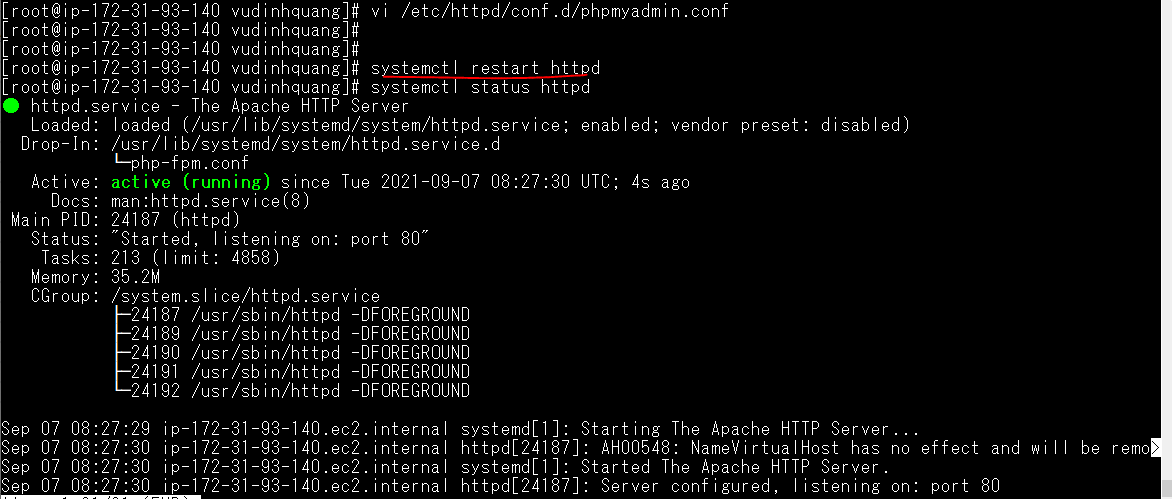 [root@ip-172-31-93-140 vudinhquang]# vi /etc/httpd/conf.d/phpmyadmin.conf
[root@ip-172-31-93-140 vudinhquang]#
[root@ip-172-31-93-140 vudinhquang]#
[root@ip-172-31-93-140 vudinhquang]# systemctl restart httpd
[root@ip-172-31-93-140 vudinhquang]# systemctl status httpd
● httpd.service - The Apache HTTP Server
Loaded: loaded (/usr/lib/systemd/system/httpd.service; enabled; vendor preset: disabled)
Drop-In: /usr/lib/systemd/system/httpd.service.d
└─php-fpm.conf
Active: active (running) since Tue 2021-09-07 08:27:30 UTC; 4s ago
Docs: man:httpd.service(8)
Main PID: 24187 (httpd)
Status: "Started, listening on: port 80"
Tasks: 213 (limit: 4858)
Memory: 35.2M
CGroup: /system.slice/httpd.service
├─24187 /usr/sbin/httpd -DFOREGROUND
├─24189 /usr/sbin/httpd -DFOREGROUND
├─24190 /usr/sbin/httpd -DFOREGROUND
├─24191 /usr/sbin/httpd -DFOREGROUND
└─24192 /usr/sbin/httpd -DFOREGROUND
Sep 07 08:27:29 ip-172-31-93-140.ec2.internal systemd[1]: Starting The Apache HTTP Server...
Sep 07 08:27:30 ip-172-31-93-140.ec2.internal httpd[24187]: AH00548: NameVirtualHost has no effect and will be remo>
Sep 07 08:27:30 ip-172-31-93-140.ec2.internal systemd[1]: Started The Apache HTTP Server.
Sep 07 08:27:30 ip-172-31-93-140.ec2.internal httpd[24187]: Server configured, listening on: port 80